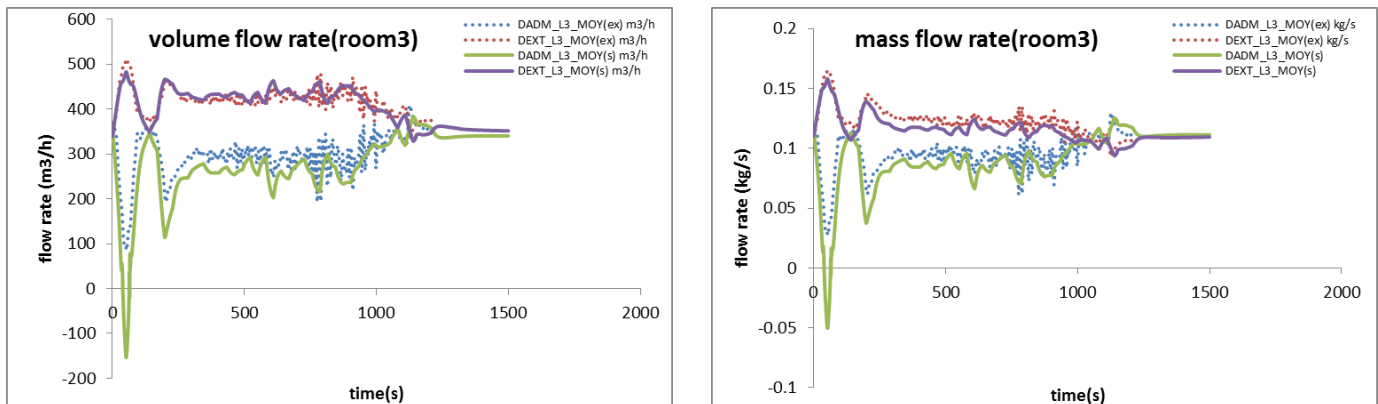 volume flow rate(room3)
DADM_L3_MOY(ex) m3/h
DEXT_L3_MOY(ex) m3/h
DADM_L3_MOY(s) m3/h
DEXT_L3_MOY(s) m3/h
flow rate (m3/h)
600
500
400
300
200
100
0
-100
-200
0
500
1000
1500
2000
time(s)
mass flow rate(room3)
DADM_L3_MOY(ex) kg/s
DEXT_L3_MOY(ex) kg/s
DADM_L3_MOY(s)
DEXT_L3_MOY(s)
flow rate (kg/s)
0.2
0.15
0.1
0.05
0
-0.05
-0.1
0
500
1000
1500
2000
time(s)